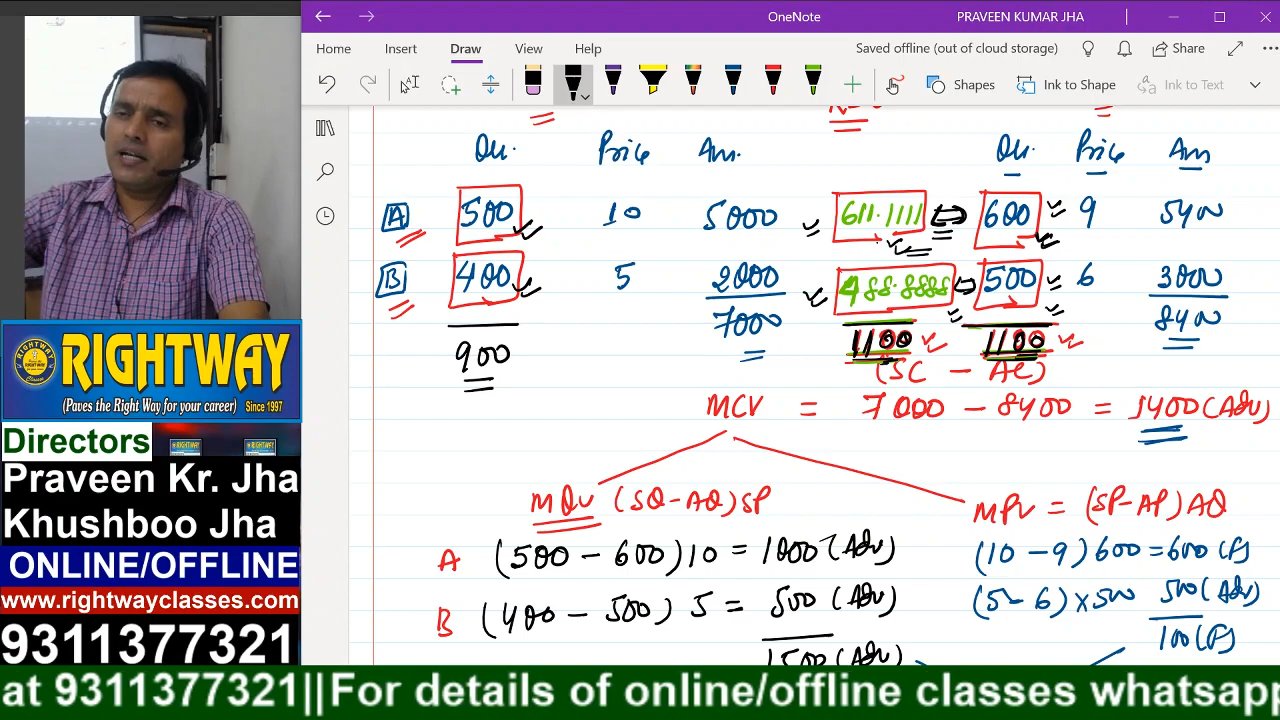 OneNote
PRAVEEN KUMAR JHA
Home Insert Draw View Help
Saved offline (out of cloud storage)
Share
Shapes Ink to Shape Ink to Text
Qu. Price Am. Qu. Price Am
A 500 10 5000 611.1111 600 9 5400
B 400 5 2000 488.8888 500 6 3000
7000 8400
900 1100 1100
(SC - AC)
MCV = 7000 - 8400 = 1400(Adv)
MQV (SQ-AQ)SP
MPV = (SP-AP)AQ
A (500 - 600)10 = 1000(Adv)
(10 - 9)600 = 600(F)
B (400 - 500) 5 = 500 (Adv)
(5 - 6)×500 500(Adv)
1500(Adv)
100(F)
RIGHTWAY
Classes
(Paves the Right Way for your career) Since 1997
Directors
Praveen Kr. Jha
Khushboo Jha
ONLINE/OFFLINE
www.rightwayclasses.com
9311377321
at 9311377321||For details of online/offline classes whatsapp